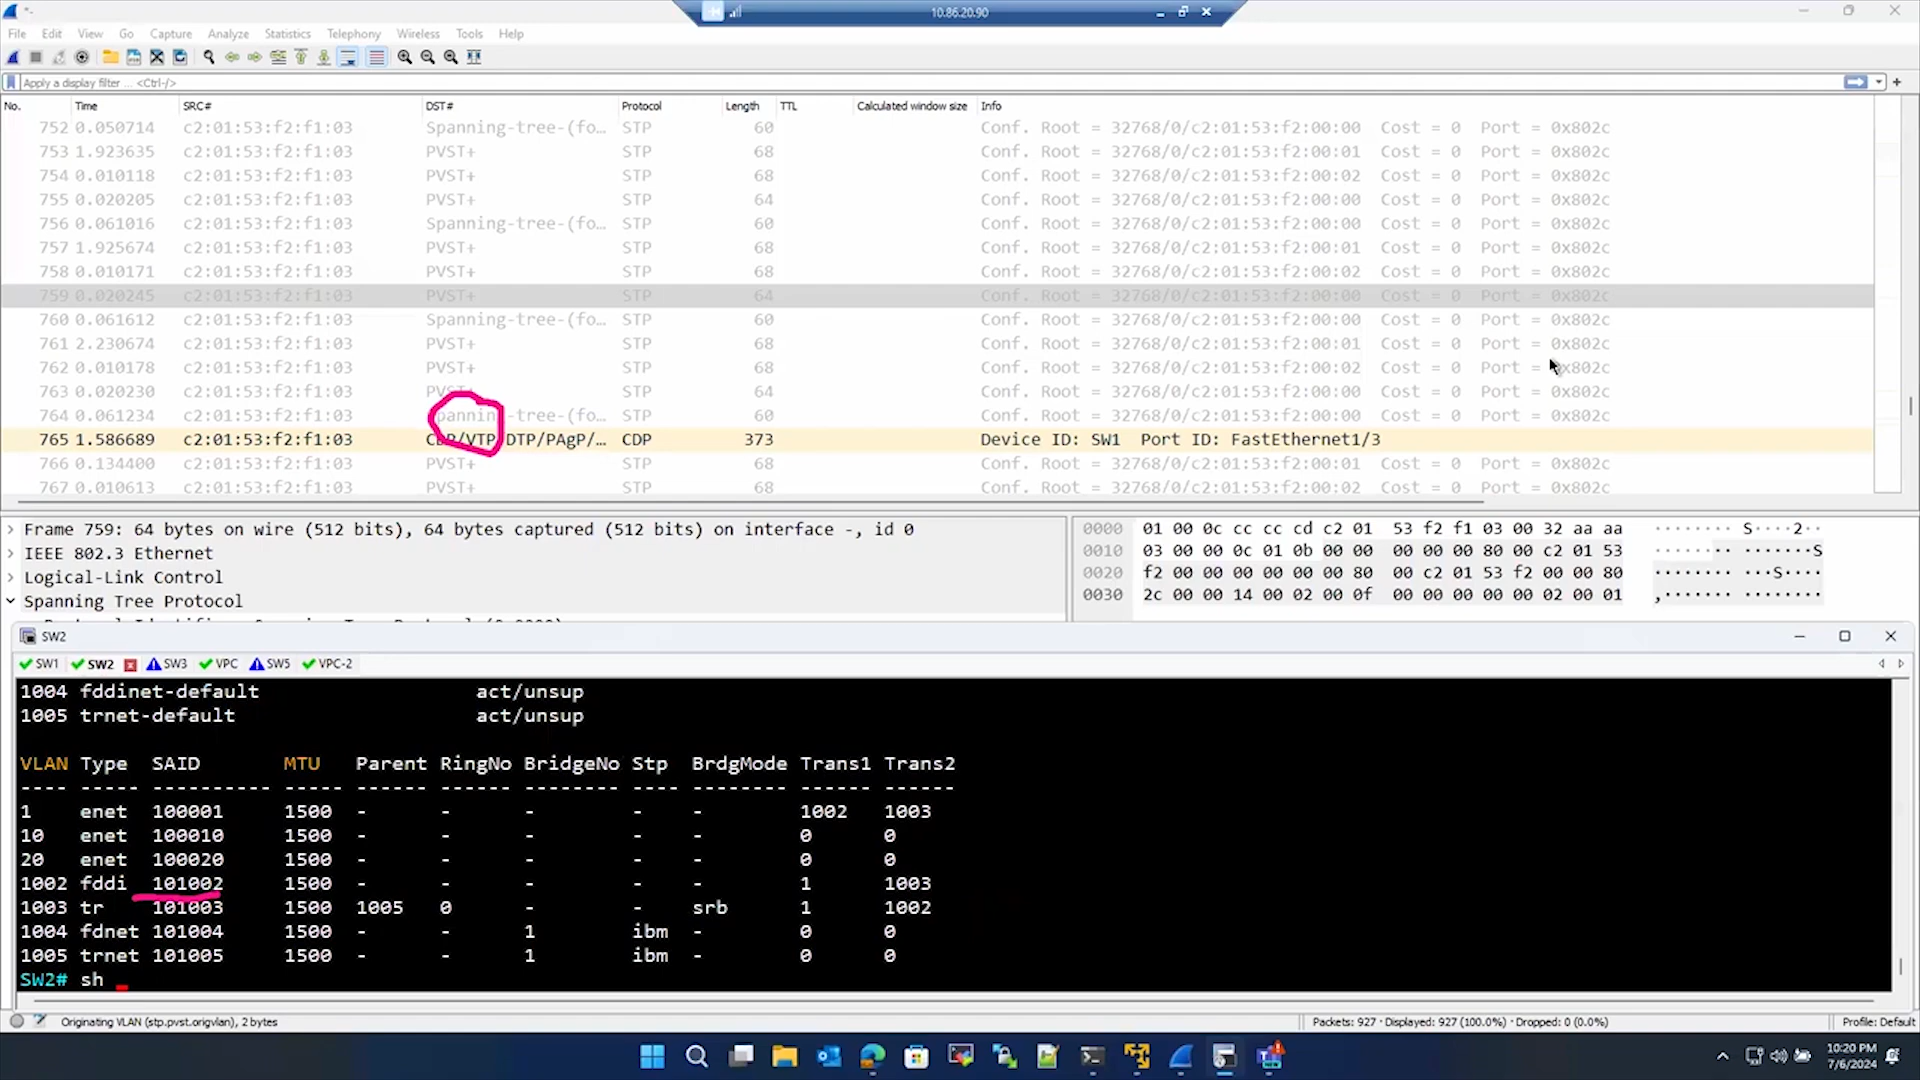 10.86.20.90
File Edit View Go Capture Analyze Statistics Telephony Wireless Tools Help
Apply a display filter ... <Ctrl-/>
No. Time SRC# DST# Protocol Length TTL Calculated window size Info
752 0.050714 c2:01:53:f2:f1:03 Spanning-tree-(fo… STP 60 Conf. Root = 32768/0/c2:01:53:f2:00:00 Cost = 0 Port = 0x802c
753 1.923635 c2:01:53:f2:f1:03 PVST+ STP 68 Conf. Root = 32768/0/c2:01:53:f2:00:01 Cost = 0 Port = 0x802c
754 0.010118 c2:01:53:f2:f1:03 PVST+ STP 68 Conf. Root = 32768/0/c2:01:53:f2:00:02 Cost = 0 Port = 0x802c
755 0.020205 c2:01:53:f2:f1:03 PVST+ STP 64 Conf. Root = 32768/0/c2:01:53:f2:00:00 Cost = 0 Port = 0x802c
756 0.061016 c2:01:53:f2:f1:03 Spanning-tree-(fo… STP 60 Conf. Root = 32768/0/c2:01:53:f2:00:00 Cost = 0 Port = 0x802c
757 1.925674 c2:01:53:f2:f1:03 PVST+ STP 68 Conf. Root = 32768/0/c2:01:53:f2:00:01 Cost = 0 Port = 0x802c
758 0.010171 c2:01:53:f2:f1:03 PVST+ STP 68 Conf. Root = 32768/0/c2:01:53:f2:00:02 Cost = 0 Port = 0x802c
759 0.020245 c2:01:53:f2:f1:03 PVST+ STP 64 Conf. Root = 32768/0/c2:01:53:f2:00:00 Cost = 0 Port = 0x802c
760 0.061612 c2:01:53:f2:f1:03 Spanning-tree-(fo… STP 60 Conf. Root = 32768/0/c2:01:53:f2:00:00 Cost = 0 Port = 0x802c
761 2.230674 c2:01:53:f2:f1:03 PVST+ STP 68 Conf. Root = 32768/0/c2:01:53:f2:00:01 Cost = 0 Port = 0x802c
762 0.010178 c2:01:53:f2:f1:03 PVST+ STP 68 Conf. Root = 32768/0/c2:01:53:f2:00:02 Cost = 0 Port = 0x802c
763 0.020230 c2:01:53:f2:f1:03 PVST+ STP 64 Conf. Root = 32768/0/c2:01:53:f2:00:00 Cost = 0 Port = 0x802c
764 0.061234 c2:01:53:f2:f1:03 Spanning-tree-(fo… STP 60 Conf. Root = 32768/0/c2:01:53:f2:00:00 Cost = 0 Port = 0x802c
765 1.586689 c2:01:53:f2:f1:03 CDP/VTP/DTP/PAgP/… CDP 373 Device ID: SW1 Port ID: FastEthernet1/3
766 0.134400 c2:01:53:f2:f1:03 PVST+ STP 68 Conf. Root = 32768/0/c2:01:53:f2:00:01 Cost = 0 Port = 0x802c
767 0.010613 c2:01:53:f2:f1:03 PVST+ STP 68 Conf. Root = 32768/0/c2:01:53:f2:00:02 Cost = 0 Port = 0x802c
Frame 759: 64 bytes on wire (512 bits), 64 bytes captured (512 bits) on interface -, id 0
IEEE 802.3 Ethernet
Logical-Link Control
Spanning Tree Protocol
0000 01 00 0c cc cc cd c2 01 53 f2 f1 03 00 32 aa aa ········ S····2··
0010 03 00 00 0c 01 0b 00 00 00 00 00 80 00 c2 01 53 ········ ·······S
0020 f2 00 00 00 00 00 00 80 00 c2 01 53 f2 00 00 80 ········ ···S····
0030 2c 00 00 14 00 02 00 0f 00 00 00 00 00 02 00 01 ,······· ········
SW2
SW1 SW2 SW3 VPC SW5 VPC-2
1004 fddinet-default act/unsup
1005 trnet-default act/unsup
VLAN Type SAID MTU Parent RingNo BridgeNo Stp BrdgMode Trans1 Trans2
---- ----- ---------- ----- ------ ------ -------- ---- -------- ------ ------
1 enet 100001 1500 - - - - - 1002 1003
10 enet 100010 1500 - - - - - 0 0
20 enet 100020 1500 - - - - - 0 0
1002 fddi 101002 1500 - - - - - 1 1003
1003 tr 101003 1500 1005 0 - - srb 1 1002
1004 fdnet 101004 1500 - - 1 ibm - 0 0
1005 trnet 101005 1500 - - 1 ibm - 0 0
SW2# sh
Originating VLAN (stp.pvst.origvlan), 2 bytes Packets: 927 · Displayed: 927 (100.0%) · Dropped: 0 (0.0%) Profile: Default
10:20 PM
7/6/2024